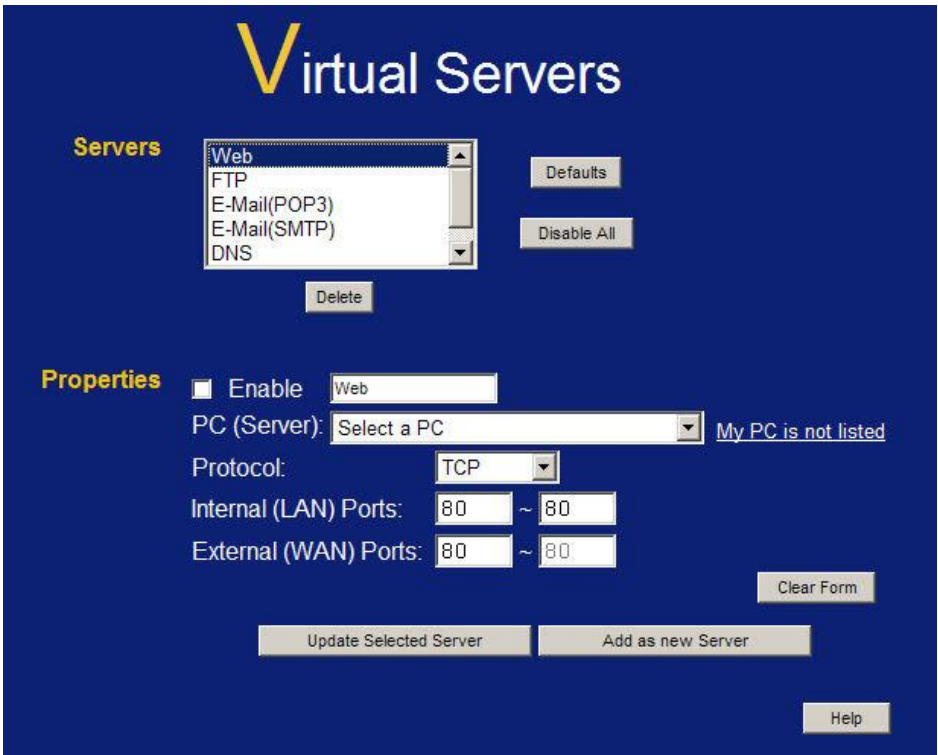 Virtual Servers
Servers
Web
FTP
E-Mail(POP3)
E-Mail(SMTP)
DNS
Defaults
Disable All
Delete
Properties
Enable Web
PC (Server): Select a PC My PC is not listed
Protocol: TCP
Internal (LAN) Ports: 80 ~ 80
External (WAN) Ports: 80 ~ 80
Clear Form
Update Selected Server Add as new Server
Help